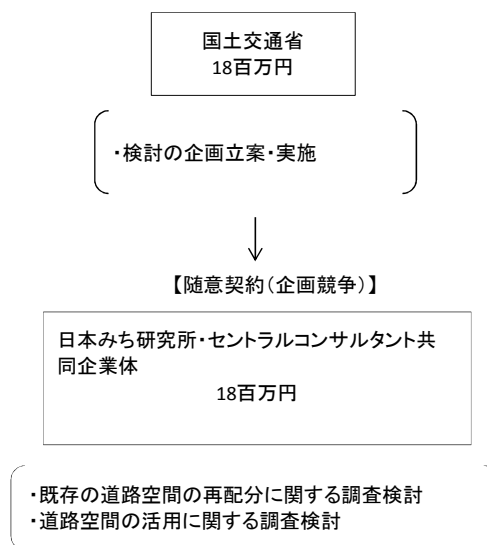 国土交通省
18百万円
・検討の企画立案・実施
【随意契約(企画競争)】
日本みち研究所・セントラルコンサルタント共
同企業体
18百万円
・既存の道路空間の再配分に関する調査検討
・道路空間の活用に関する調査検討